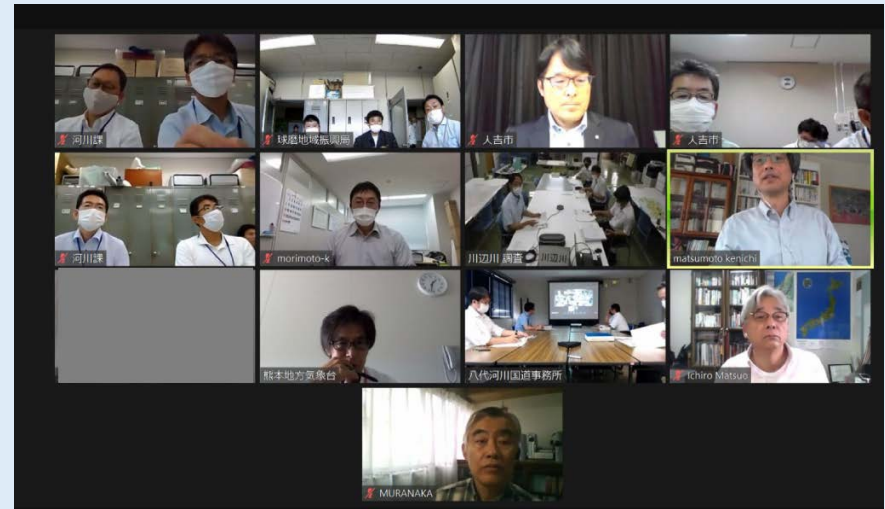 河川課
球磨地域振興局
人吉市
人吉市
河川課
morimoto-k
川辺川 調査
川辺川
matsumoto kenichi
熊本地方気象台
八代河川国道事務所
Ichiro Matsuo
MURANAKA